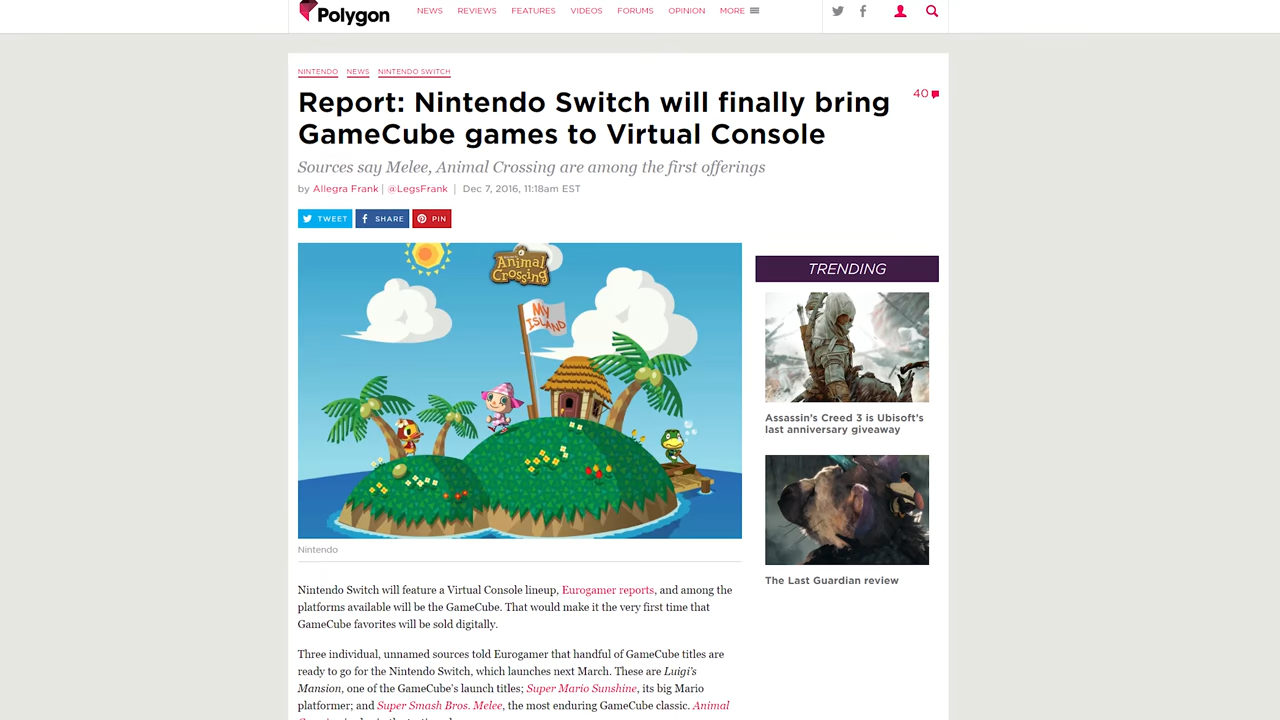 Polygon
NEWS REVIEWS FEATURES VIDEOS FORUMS OPINION MORE
NINTENDO NEWS NINTENDO SWITCH
Report: Nintendo Switch will finally bring
GameCube games to Virtual Console
40
Sources say Melee, Animal Crossing are among the first offerings
by Allegra Frank | @LegsFrank | Dec 7, 2016, 11:18am EST
TWEET SHARE PIN
Animal
Crossing
MY
ISLAND
Nintendo
Nintendo Switch will feature a Virtual Console lineup, Eurogamer reports, and among the
platforms available will be the GameCube. That would make it the very first time that
GameCube favorites will be sold digitally.
Three individual, unnamed sources told Eurogamer that handful of GameCube titles are
ready to go for the Nintendo Switch, which launches next March. These are Luigi's
Mansion, one of the GameCube's launch titles; Super Mario Sunshine, its big Mario
platformer; and Super Smash Bros. Melee, the most enduring GameCube classic. Animal
TRENDING
Assassin's Creed 3 is Ubisoft's
last anniversary giveaway
The Last Guardian review